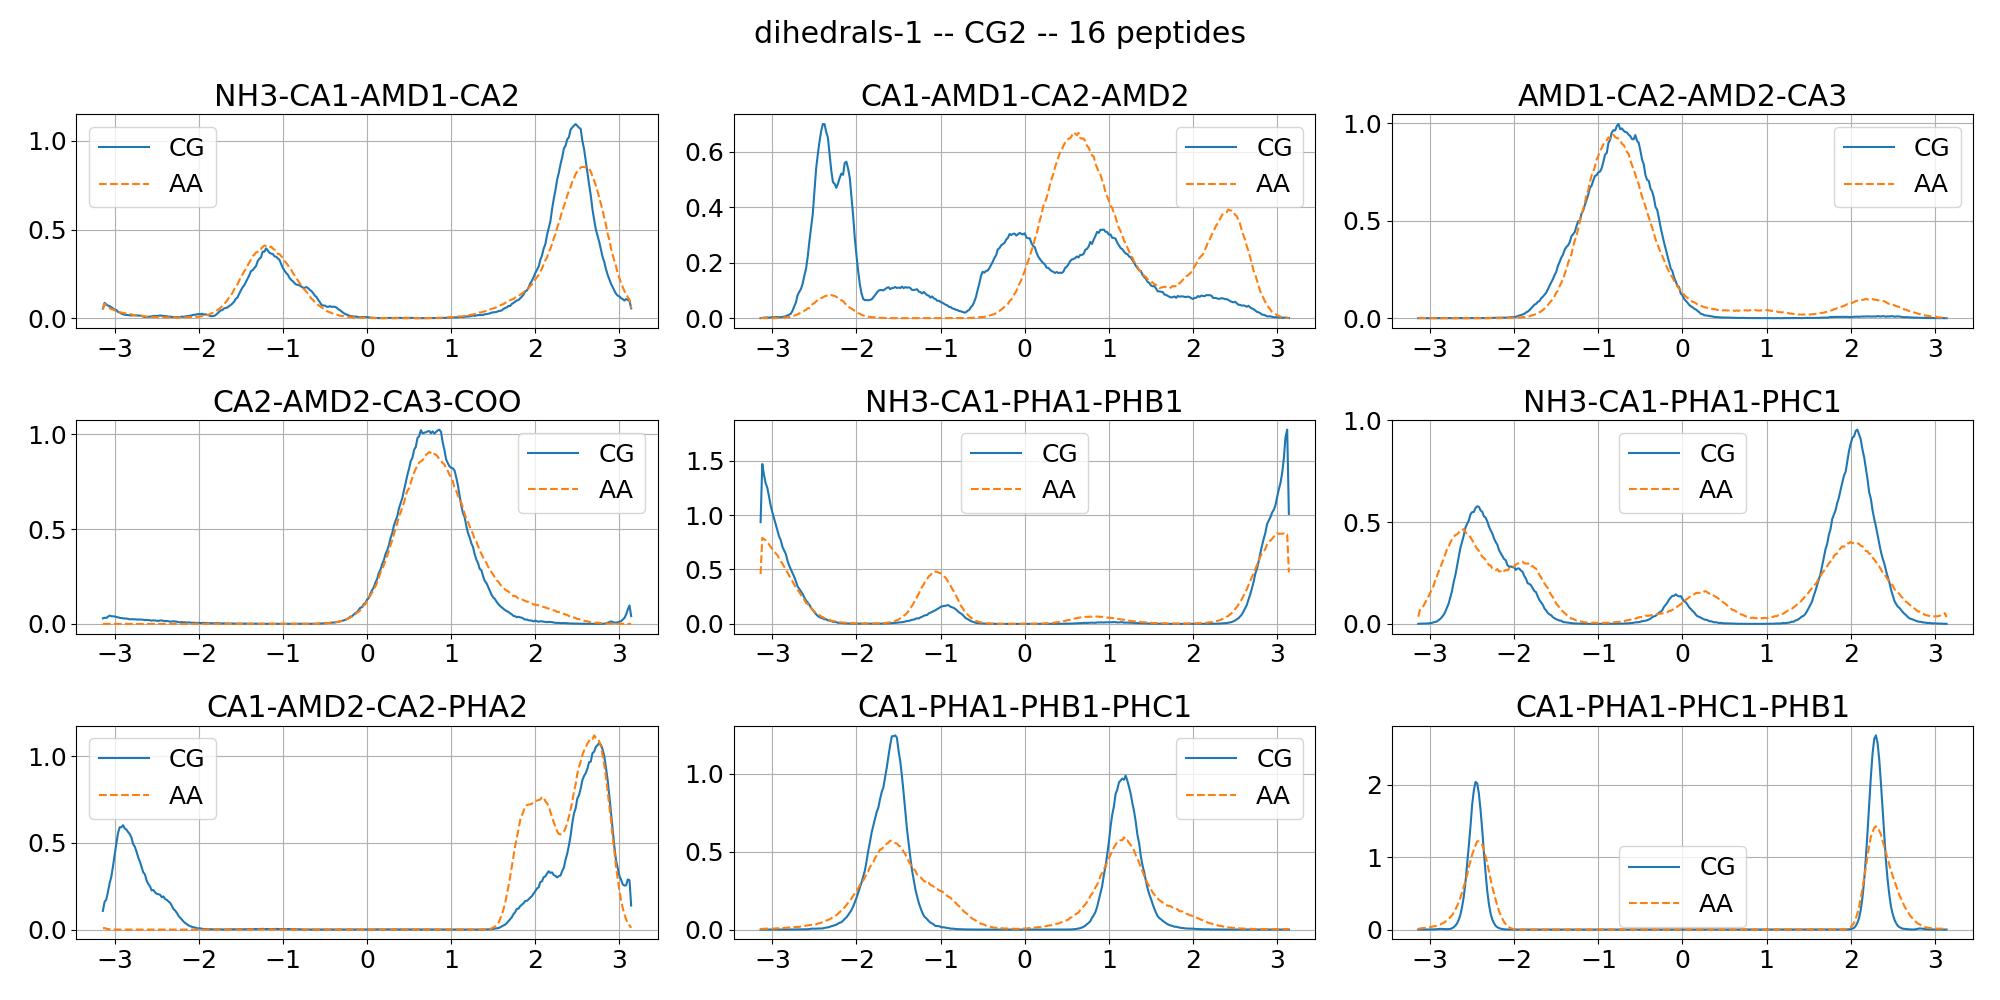 dihedrals-1 -- CG2 -- 16 peptides
NH3-CA1-AMD1-CA2
1.0
0.5
0.0
−3 −2 −1 0 1 2 3
CG
AA
CA1-AMD1-CA2-AMD2
0.6
0.4
0.2
0.0
−3 −2 −1 0 1 2 3
CG
AA
AMD1-CA2-AMD2-CA3
1.0
0.5
0.0
−3 −2 −1 0 1 2 3
CG
AA
CA2-AMD2-CA3-COO
1.0
0.5
0.0
−3 −2 −1 0 1 2 3
CG
AA
NH3-CA1-PHA1-PHB1
1.5
1.0
0.5
0.0
−3 −2 −1 0 1 2 3
CG
AA
NH3-CA1-PHA1-PHC1
1.0
0.5
0.0
−3 −2 −1 0 1 2 3
CG
AA
CA1-AMD2-CA2-PHA2
1.0
0.5
0.0
−3 −2 −1 0 1 2 3
CG
AA
CA1-PHA1-PHB1-PHC1
1.0
0.5
0.0
−3 −2 −1 0 1 2 3
CG
AA
CA1-PHA1-PHC1-PHB1
2
1
0
−3 −2 −1 0 1 2 3
CG
AA